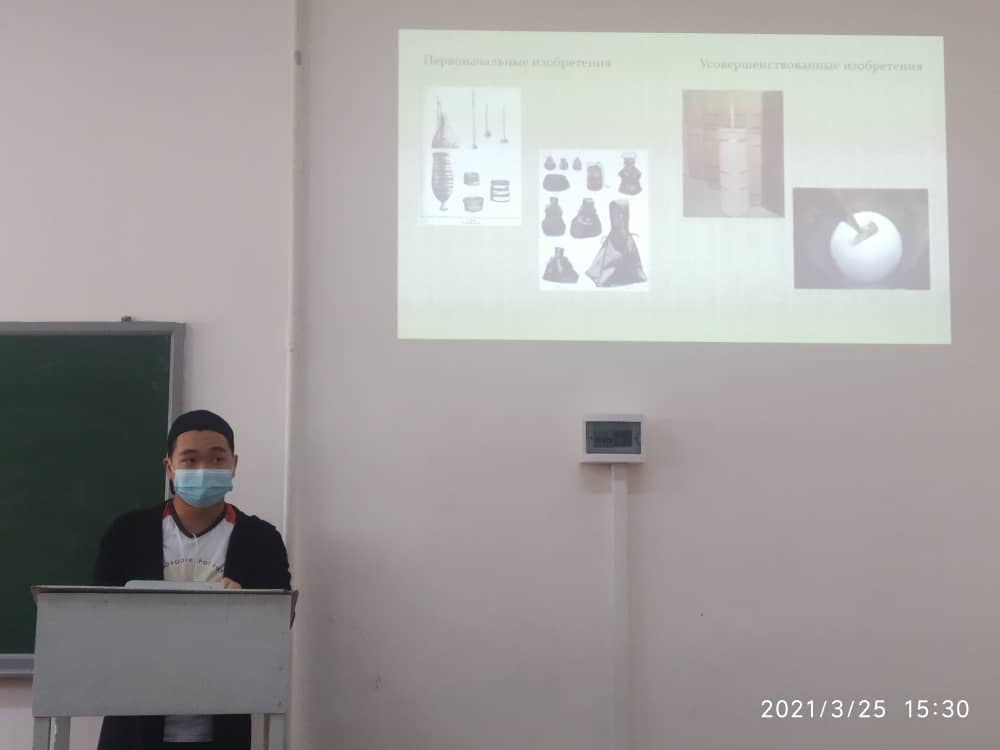 Первоначальные изобретения
Усовершенствованные изобретения
2021/3/25 15:30